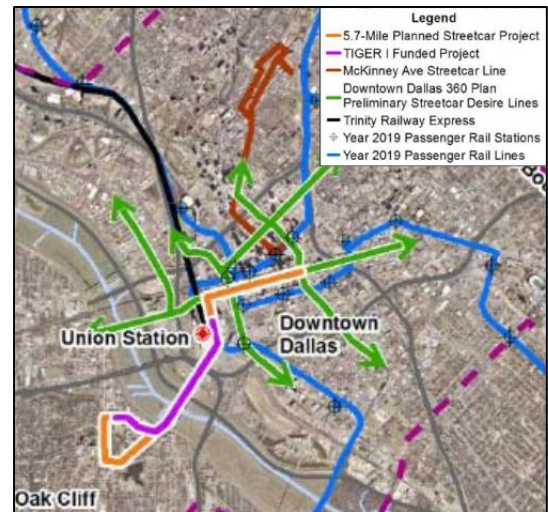 Legend
5.7-Mile Planned Streetcar Project
TIGER I Funded Project
McKinney Ave Streetcar Line
Downtown Dallas 360 Plan
Preliminary Streetcar Desire Lines
Trinity Railway Express
Year 2019 Passenger Rail Stations
Year 2019 Passenger Rail Lines
Union Station
Downtown
Dallas
Oak Cliff